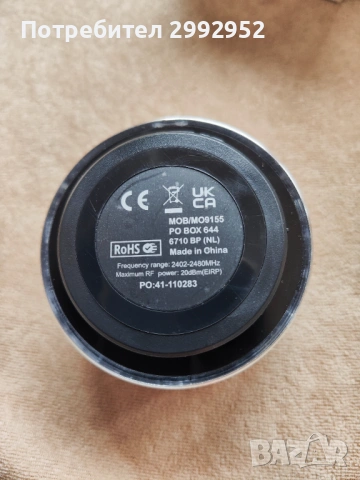 Потребител 2992952
CE UK
CA
MOB/MO9155
PO BOX 644
6710 BP (NL)
RoHS Made in China
Frequency range: 2402-2480MHz
Maximum RF power: 20dBm(EIRP)
PO:41-110283
BAZAR